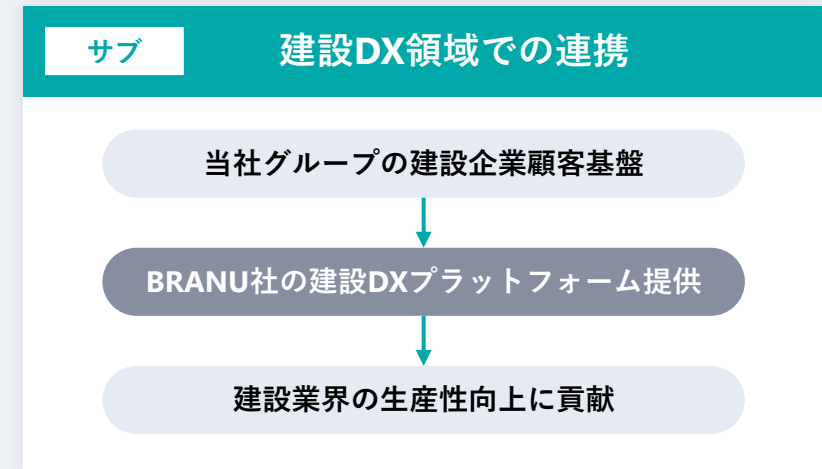 サブ
建設DX領域での連携
当社グループの建設企業顧客基盤
BRANU社の建設DXプラットフォーム提供
建設業界の生産性向上に貢献